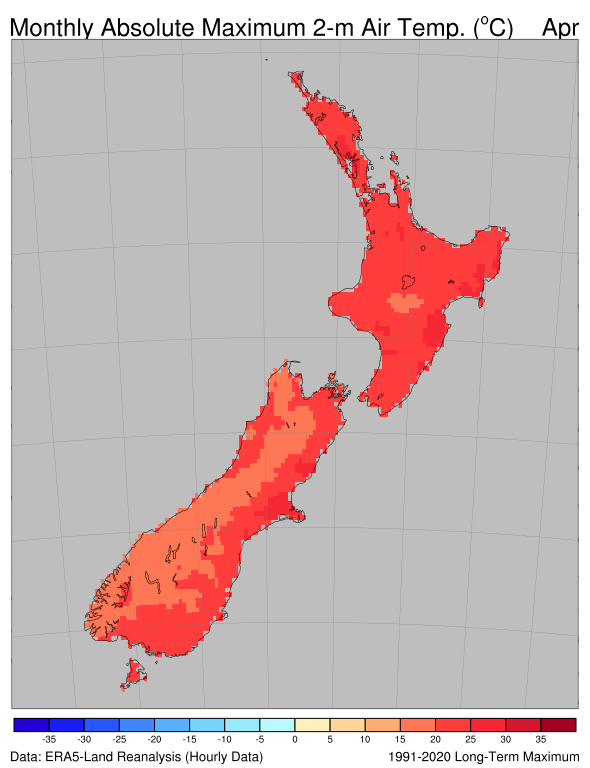 Monthly Absolute Maximum 2-m Air Temp. (°C) Apr
-35 -30 -25 -20 -15 -10 -5 0 5 10 15 20 25 30 35
Data: ERA5-Land Reanalysis (Hourly Data) 1991-2020 Long-Term Maximum